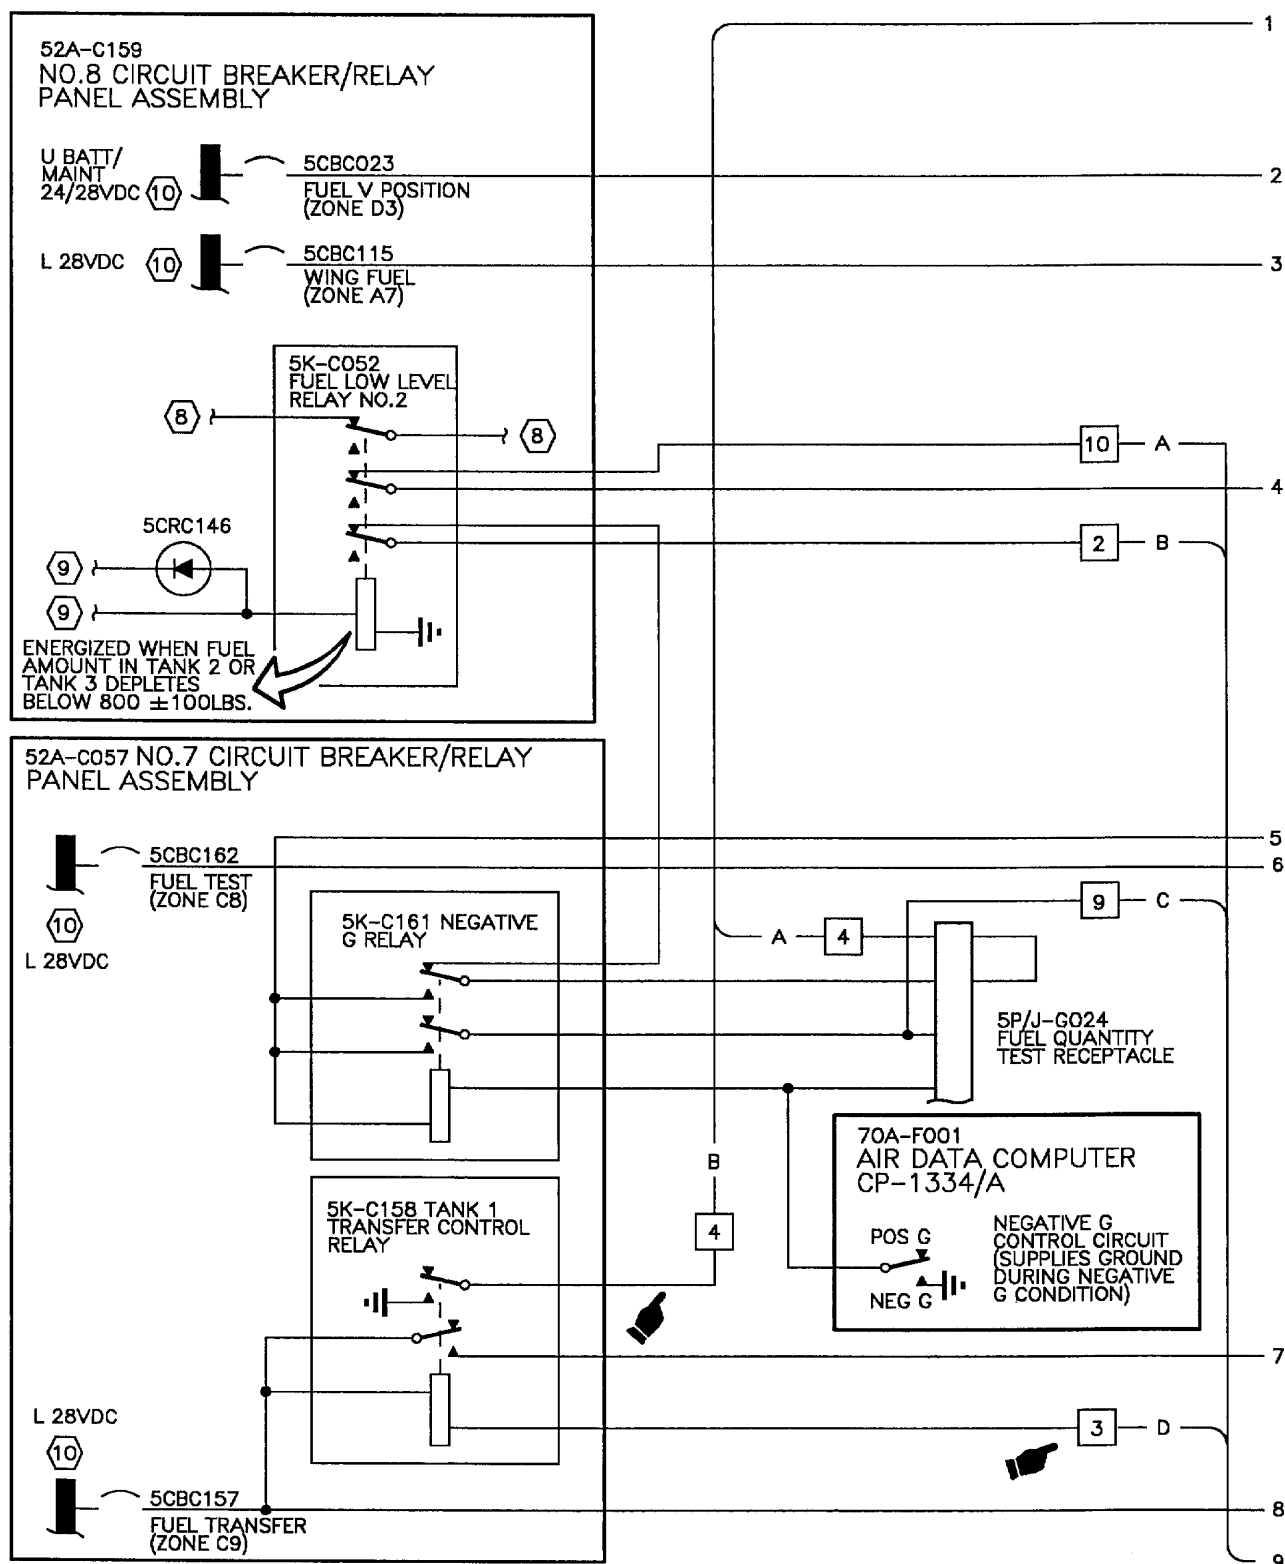 1
52A-C159
NO.8 CIRCUIT BREAKER/RELAY
PANEL ASSEMBLY
U BATT/
MAINT
24/28VDC 10
5CBC023
FUEL V POSITION
(ZONE D3)
2
L 28VDC 10
5CBC115
WING FUEL
(ZONE A7)
3
5K-C052
FUEL LOW LEVEL
RELAY NO.2
8
8
10 A
4
5CRC146
2 B
9
9
ENERGIZED WHEN FUEL
AMOUNT IN TANK 2 OR
TANK 3 DEPLETES
BELOW 800 ±100LBS.
52A-C057 NO.7 CIRCUIT BREAKER/RELAY
PANEL ASSEMBLY
5
5CBC162
6
FUEL TEST
(ZONE C8)
10
L 28VDC
9 C
5K-C161 NEGATIVE
G RELAY
A 4
5P/J-G024
FUEL QUANTITY
TEST RECEPTACLE
70A-F001
AIR DATA COMPUTER
CP-1334/A
POS G
NEG G
NEGATIVE G
CONTROL CIRCUIT
(SUPPLIES GROUND
DURING NEGATIVE
G CONDITION)
B
4
5K-C158 TANK 1
TRANSFER CONTROL
RELAY
7
3 D
L 28VDC
10
5CBC157
FUEL TRANSFER
(ZONE C9)
8
9